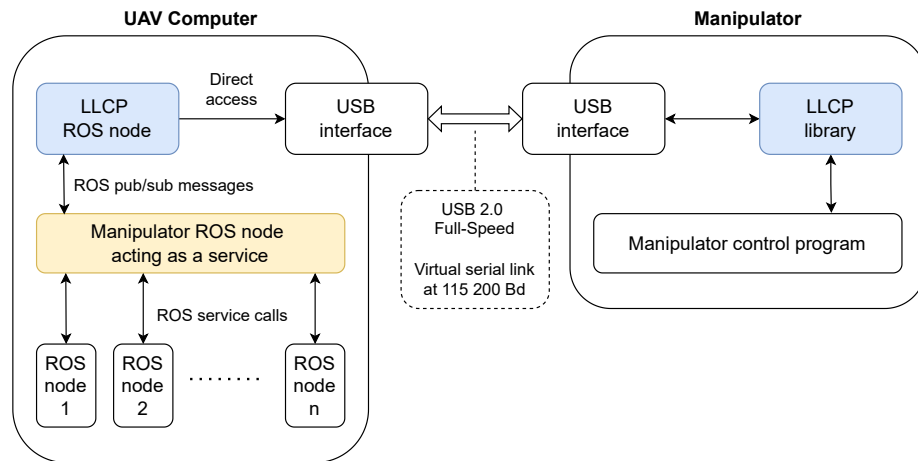 UAV Computer
Manipulator
LLCP
ROS node
Direct
access
USB
interface
USB
interface
LLCP
library
ROS pub/sub messages
Manipulator ROS node
acting as a service
USB 2.0
Full-Speed
Virtual serial link
at 115 200 Bd
Manipulator control program
ROS service calls
ROS
node
1
ROS
node
2
ROS
node
n